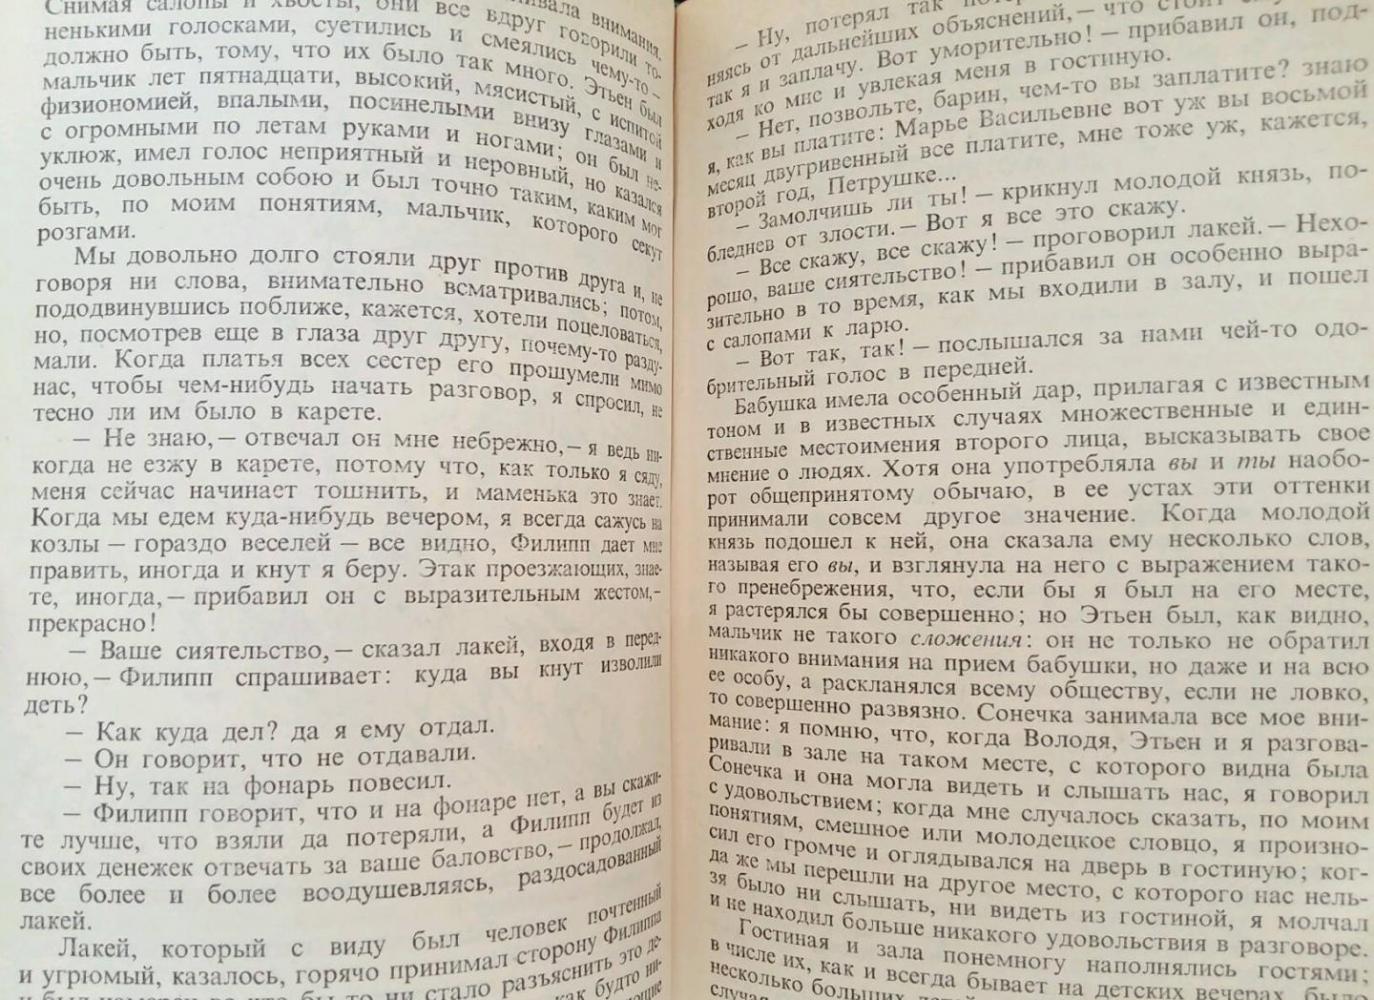 Снимая салопы и хвосты, они все вдруг говорили то-
ненькими голосками, суетились и смеялись чему-то —
должно быть, тому, что их было так много. Этьен был
мальчик лет пятнадцати, высокий, мясистый, с испитой
физиономией, впалыми, посинелыми внизу глазами и
с огромными по летам руками и ногами; он был не-
уклюж, имел голос неприятный и неровный, но казался
очень довольным собою и был точно таким, каким мог
быть, по моим понятиям, мальчик, которого секут
розгами.
Мы довольно долго стояли друг против друга и, не
говоря ни слова, внимательно всматривались; потом,
пододвинувшись поближе, кажется, хотели поцеловаться,
но, посмотрев еще в глаза друг другу, почему-то разду-
мали. Когда платья всех сестер его прошумели мимо
нас, чтобы чем-нибудь начать разговор, я спросил, не
тесно ли им было в карете.
— Не знаю, — отвечал он мне небрежно, — я ведь ни-
когда не езжу в карете, потому что, как только я сяду,
меня сейчас начинает тошнить, и маменька это знает.
Когда мы едем куда-нибудь вечером, я всегда сажусь на
козлы — гораздо веселей — все видно, Филипп дает мне
править, иногда и кнут я беру. Этак проезжающих, знае-
те, иногда, — прибавил он с выразительным жестом, —
прекрасно!
— Ваше сиятельство, — сказал лакей, входя в перед-
нюю, — Филипп спрашивает: куда вы кнут изволили
деть?
— Как куда дел? да я ему отдал.
— Он говорит, что не отдавали.
— Ну, так на фонарь повесил.
— Филипп говорит, что и на фонаре нет, а вы скажи-
те лучше, что взяли да потеряли, а Филипп будет из
своих денежек отвечать за ваше баловство, — продолжал,
все более и более воодушевляясь, раздосадованный
лакей.
Лакей, который с виду был человек почтенный
и угрюмый, казалось, горячо принимал сторону Филиппа
и был намерен во что бы то ни стало разъяснить это де-
как будто ни-
— Ну, потерял так
няясь от дальнейших объяснений, — что стоит
так я и заплачу. Вот уморительно! — прибавил он, под-
ходя ко мне и увлекая меня в гостиную.
— Нет, позвольте, барин, чем-то вы заплатите? знаю
я, как вы платите: Марье Васильевне вот уж вы восьмой
месяц двугривенный все платите, мне тоже уж, кажется,
второй год, Петрушке...
— Замолчишь ли ты! — крикнул молодой князь, по-
бледнев от злости. — Вот я все это скажу.
— Все скажу, все скажу! — проговорил лакей. — Нехо-
рошо, ваше сиятельство! — прибавил он особенно выра-
зительно в то время, как мы входили в залу, и пошел
с салопами к ларю.
— Вот так, так! — послышался за нами чей-то одо-
брительный голос в передней.
Бабушка имела особенный дар, прилагая с известным
тоном и в известных случаях множественные и един-
ственные местоимения второго лица, высказывать свое
мнение о людях. Хотя она употребляла вы и ты наобо-
рот общепринятому обычаю, в ее устах эти оттенки
принимали совсем другое значение. Когда молодой
князь подошел к ней, она сказала ему несколько слов,
называя его вы, и взглянула на него с выражением тако-
го пренебрежения, что, если бы я был на его месте,
я растерялся бы совершенно; но Этьен был, как видно,
мальчик не такого сложения: он не только не обратил
никакого внимания на прием бабушки, но даже и на всю
ее особу, а раскланялся всему обществу, если не ловко,
то совершенно развязно. Сонечка занимала все мое вни-
мание: я помню, что, когда Володя, Этьен и я разгова-
ривали в зале на таком месте, с которого видна была
Сонечка и она могла видеть и слышать нас, я говорил
с удовольствием; когда мне случалось сказать, по моим
понятиям, смешное или молодецкое словцо, я произно-
сил его громче и оглядывался на дверь в гостиную; ког-
да же мы перешли на другое место, с которого нас нель-
зя было ни слышать, ни видеть из гостиной, я молчал
и не находил больше никакого удовольствия в разговоре.
Гостиная и зала понемногу наполнялись гостями;
в числе их, как и всегда бывает на детских вечерах, было
несколько больших